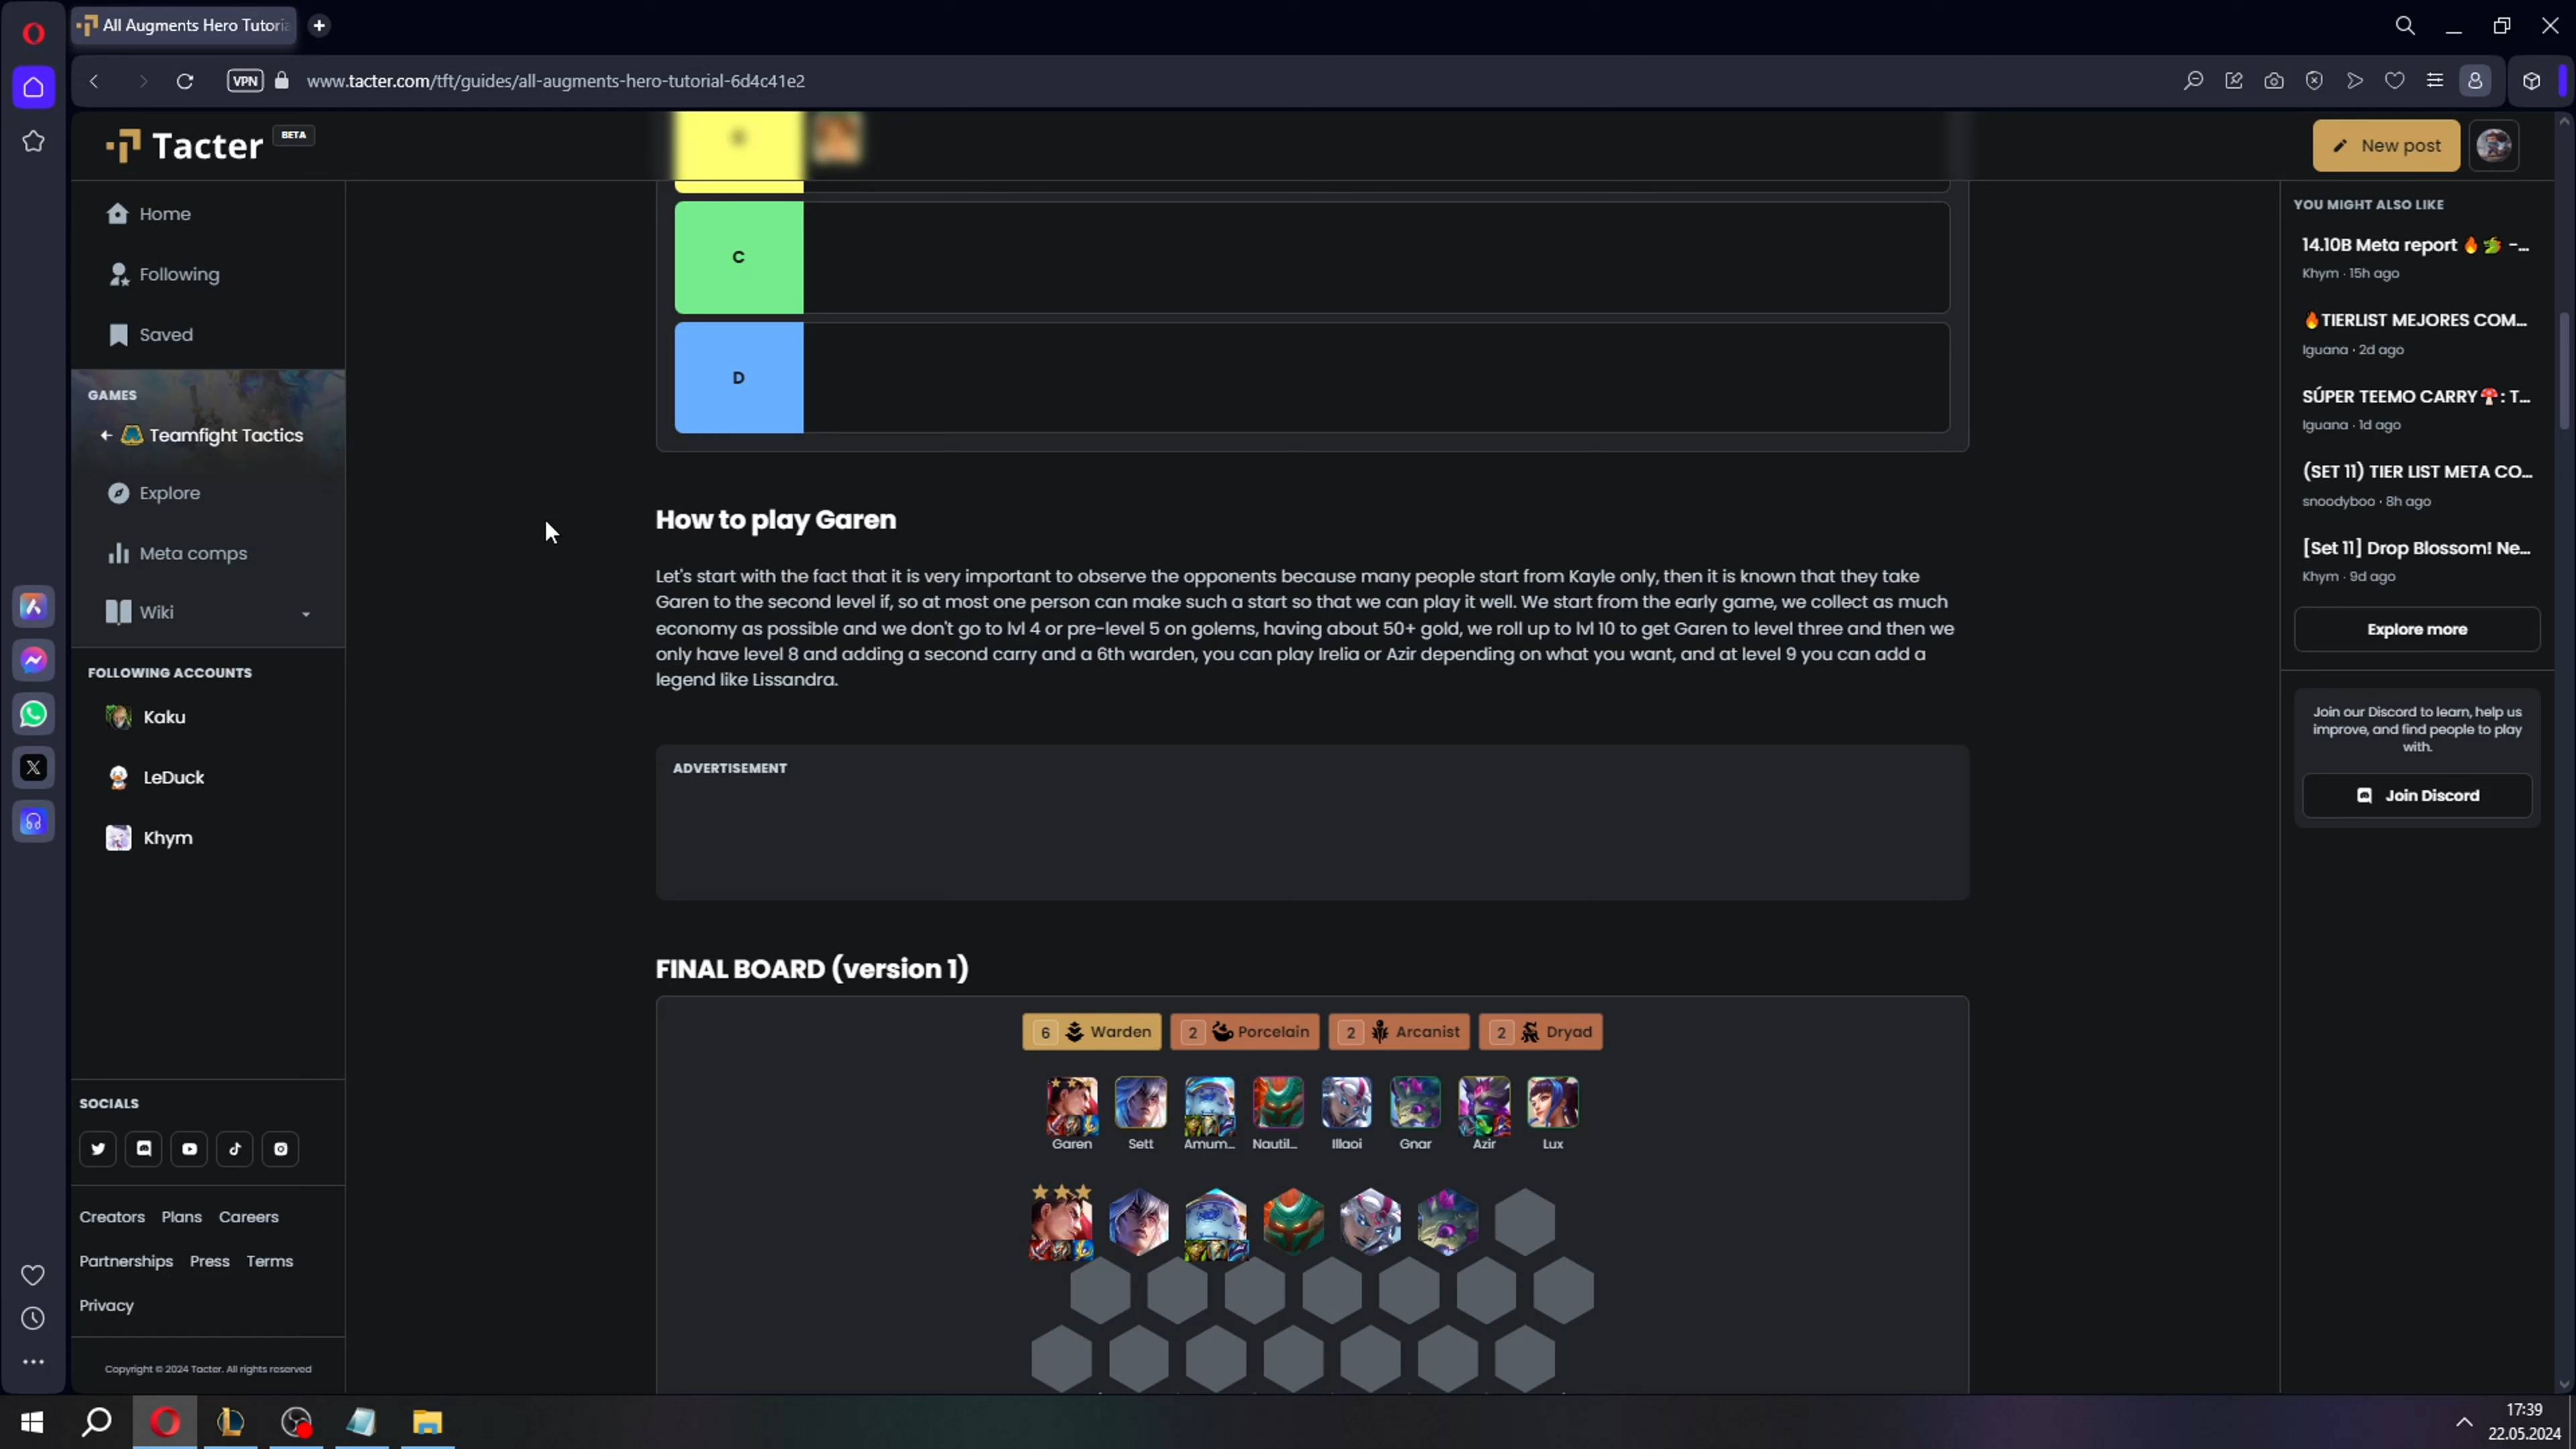 All Augments Hero Tutoria
VPN
www.tacter.com/tft/guides/all-augments-hero-tutorial-6d4c41e2
Tacter
BETA
New post
Home
Following
Saved
GAMES
Teamfight Tactics
Explore
Meta comps
Wiki
FOLLOWING ACCOUNTS
Kaku
LeDuck
Khym
SOCIALS
Creators Plans Careers
Partnerships Press Terms
Privacy
Copyright © 2024 Tacter. All rights reserved
C
D
How to play Garen
Let's start with the fact that it is very important to observe the opponents because many people start from Kayle only, then it is known that they take
Garen to the second level if, so at most one person can make such a start so that we can play it well. We start from the early game, we collect as much
economy as possible and we don't go to lvl 4 or pre-level 5 on golems, having about 50+ gold, we roll up to lvl 10 to get Garen to level three and then we
only have level 8 and adding a second carry and a 6th warden, you can play Irelia or Azir depending on what you want, and at level 9 you can add a
legend like Lissandra.
ADVERTISEMENT
FINAL BOARD (version 1)
6 Warden 2 Porcelain 2 Arcanist 2 Dryad
Garen Sett Amum... Nautil... Illaoi Gnar Azir Lux
YOU MIGHT ALSO LIKE
14.10B Meta report 🔥🐲 -...
Khym · 15h ago
🔥TIERLIST MEJORES COM...
Iguana · 2d ago
SÚPER TEEMO CARRY🍄: T...
Iguana · 1d ago
(SET 11) TIER LIST META CO...
snoodyboo · 8h ago
[Set 11] Drop Blossom! Ne...
Khym · 9d ago
Explore more
Join our Discord to learn, help us
improve, and find people to play
with.
Join Discord
17:39
22.05.2024